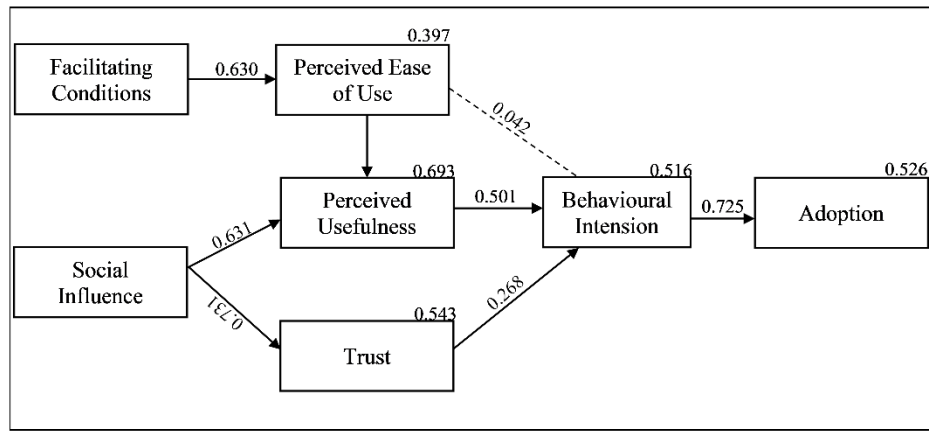 0.397
Facilitating
Conditions
0.630
Perceived Ease
of Use
0.042
0.693
0.516
0.526
Perceived
Usefulness
0.501
Behavioural
Intension
0.725
Adoption
0.631
Social
Influence
0.731
0.268
0.543
Trust